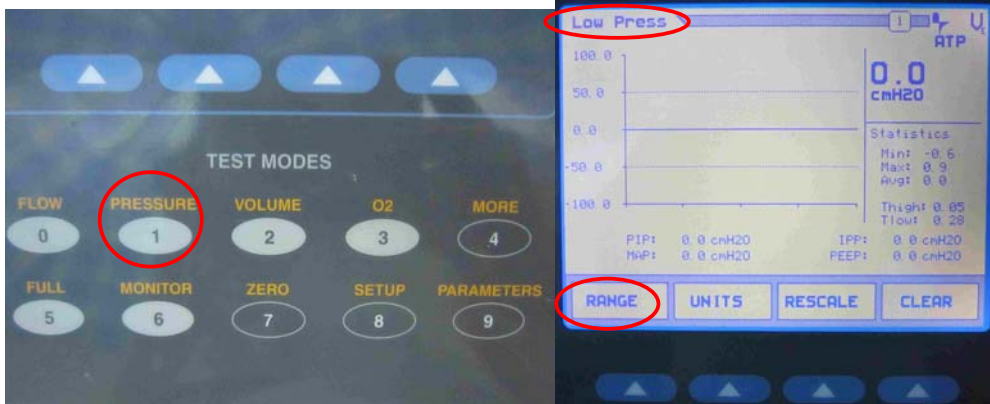 TEST MODES
FLOW PRESSURE VOLUME O2 MORE
0 1 2 3 4
FULL MONITOR ZERO SETUP PARAMETERS
5 6 7 8 9
Low Press 1
ATP
100.0
50.0
0.0
-50.0
-100.0
0.0
cmH2O
Statistics
Min: -0.6
Max: 0.9
Avg: 0.0
Thigh: 0.05
Tlow: 0.28
PIP: 0.0 cmH2O IPP: 0.0 cmH2O
MAP: 0.0 cmH2O PEEP: 0.0 cmH2O
RANGE UNITS RESCALE CLEAR